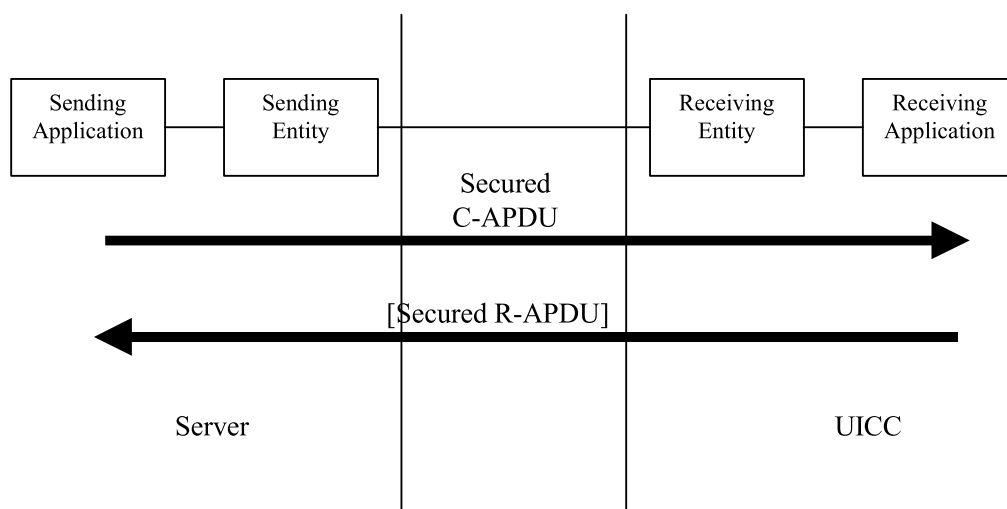 Sending
Application
Sending
Entity
Receiving
Entity
Receiving
Application
Secured
C-APDU
[Secured R-APDU]
Server
UICC